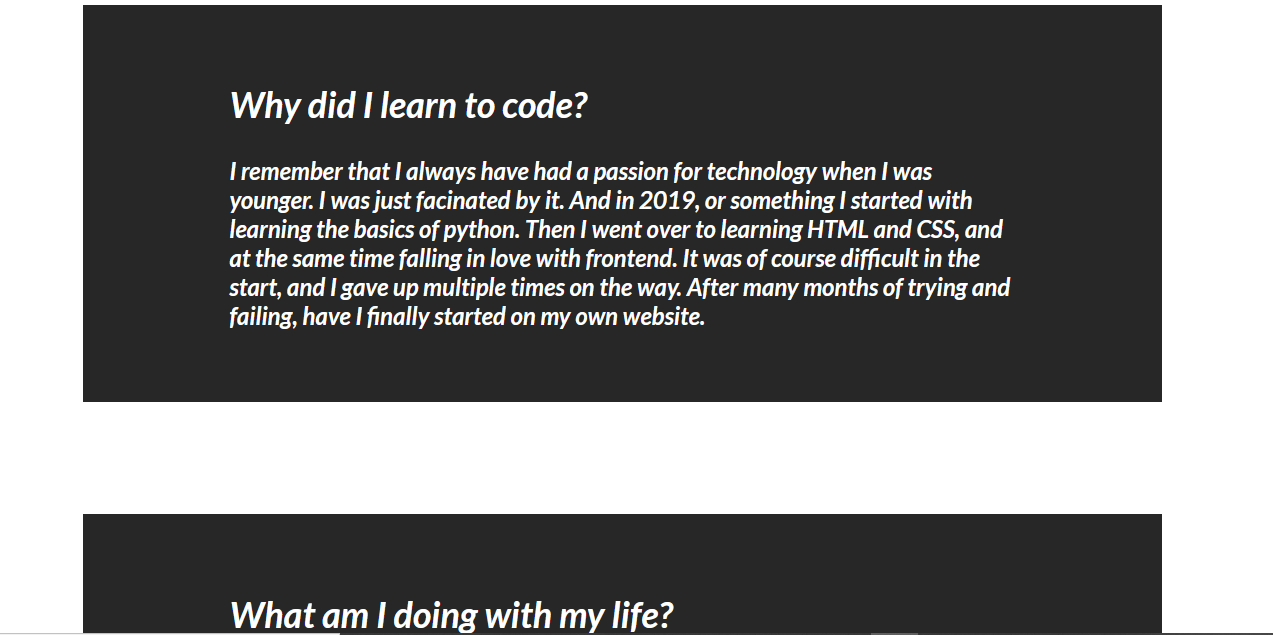 Why did I learn to code?
I remember that I always have had a passion for technology when I was
younger. I was just facinated by it. And in 2019, or something I started with
learning the basics of python. Then I went over to learning HTML and CSS, and
at the same time falling in love with frontend. It was of course difficult in the
start, and I gave up multiple times on the way. After many months of trying and
failing, have I finally started on my own website.
What am I doing with my life?